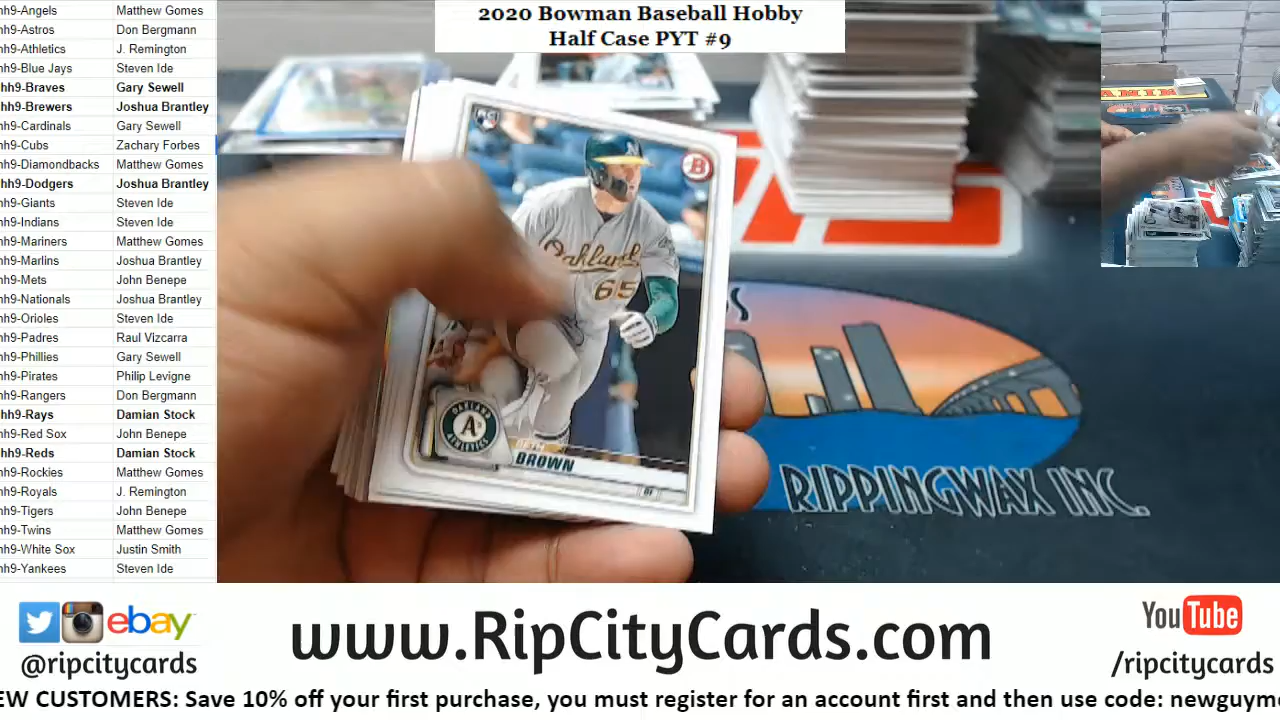 2020 Bowman Baseball Hobby
Half Case PYT #9
hh9-Angels Matthew Gomes
hh9-Astros Don Bergmann
hh9-Athletics J. Remington
hh9-Blue Jays Steven Ide
hh9-Braves Gary Sewell
hh9-Brewers Joshua Brantley
hh9-Cardinals Gary Sewell
hh9-Cubs Zachary Forbes
hh9-Diamondbacks Matthew Gomes
hh9-Dodgers Joshua Brantley
hh9-Giants Steven Ide
hh9-Indians Steven Ide
hh9-Mariners Matthew Gomes
hh9-Marlins Joshua Brantley
hh9-Mets John Benepe
hh9-Nationals Joshua Brantley
hh9-Orioles Steven Ide
hh9-Padres Raul Vizcarra
hh9-Phillies Gary Sewell
hh9-Pirates Philip Levigne
hh9-Rangers Don Bergmann
hh9-Rays Damian Stock
hh9-Red Sox John Benepe
hh9-Reds Damian Stock
hh9-Rockies Matthew Gomes
hh9-Royals J. Remington
hh9-Tigers John Benepe
hh9-Twins Matthew Gomes
hh9-White Sox Justin Smith
hh9-Yankees Steven Ide
B
Oakland
65
OAKLAND
A's
ATHLETICS
BROWN
PANINI
RIPPINGWAX INC.
ebay
@ripcitycards
www.RipCityCards.com
YouTube
/ripcitycards
EW CUSTOMERS: Save 10% off your first purchase, you must register for an account first and then use code: newguym